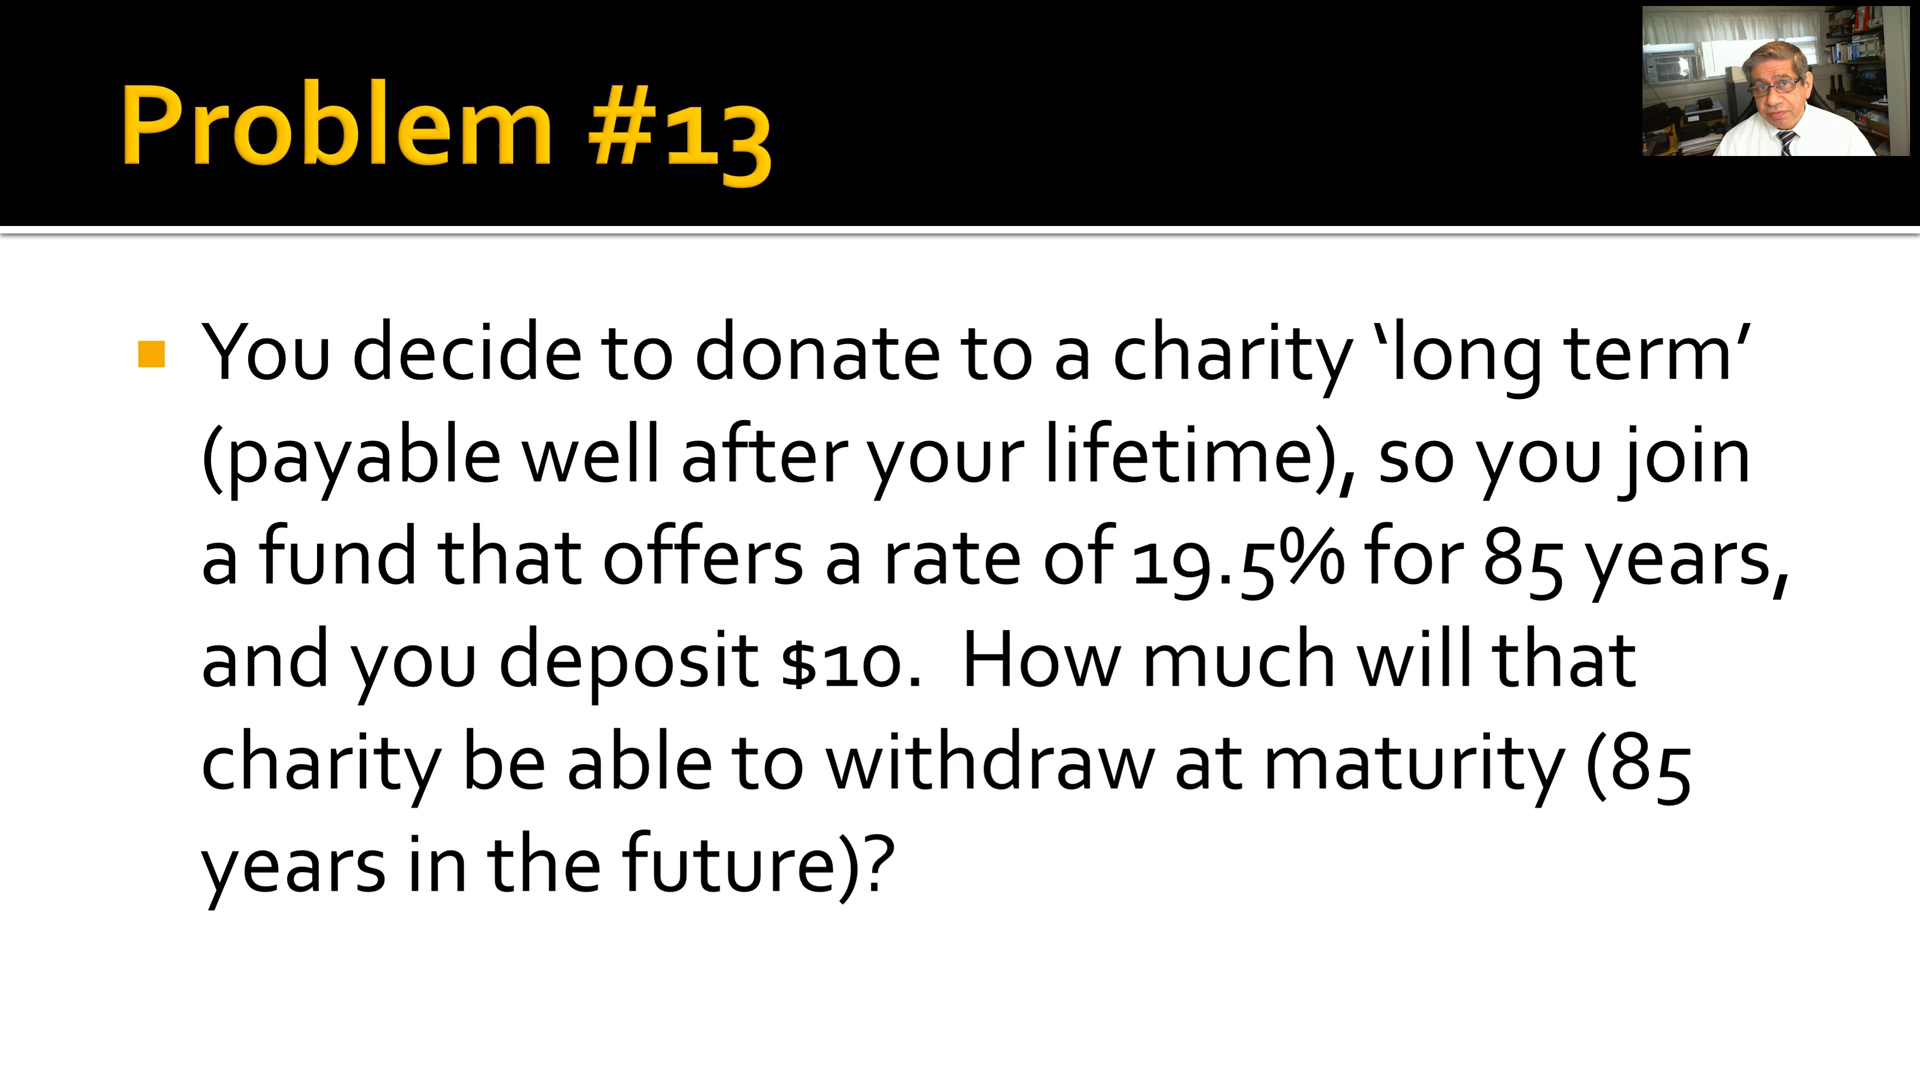 Problem #13
You decide to donate to a charity ‘long term’
(payable well after your lifetime), so you join
a fund that offers a rate of 19.5% for 85 years,
and you deposit $10.  How much will that
charity be able to withdraw at maturity (85
years in the future)?